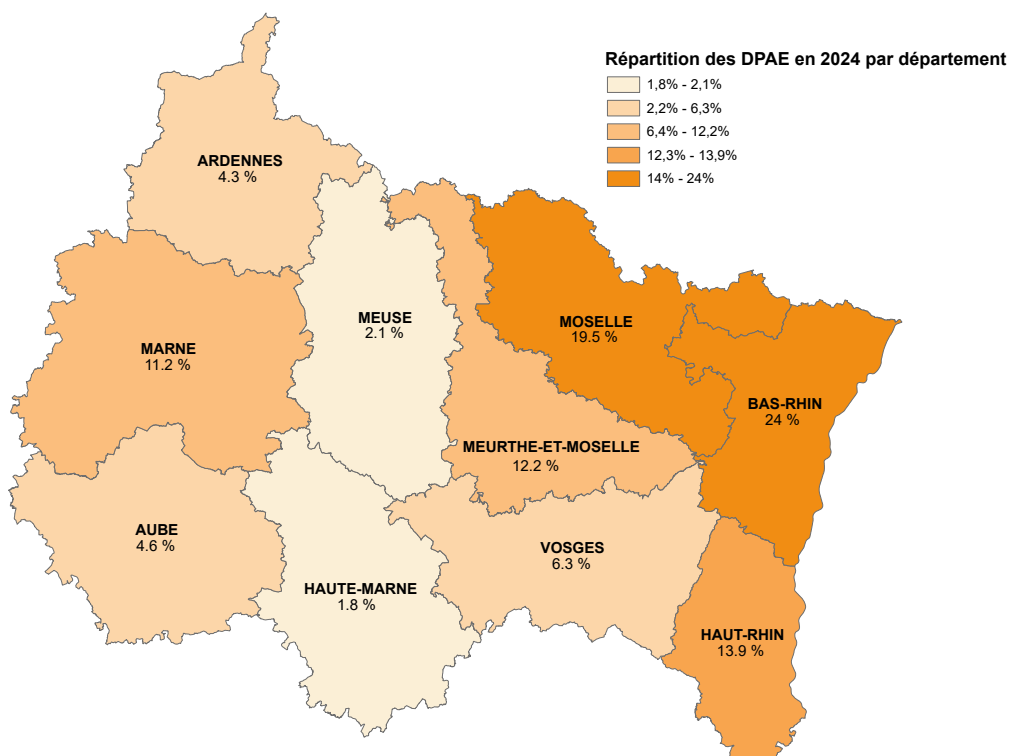 Répartition des DPAE en 2024 par département
1,8% - 2,1%
2,2% - 6,3%
6,4% - 12,2%
12,3% - 13,9%
14% - 24%
ARDENNES
4.3 %
MEUSE
2.1 %
MOSELLE
19.5 %
MARNE
11.2 %
BAS-RHIN
24 %
MEURTHE-ET-MOSELLE
12.2 %
AUBE
4.6 %
VOSGES
6.3 %
HAUTE-MARNE
1.8 %
HAUT-RHIN
13.9 %